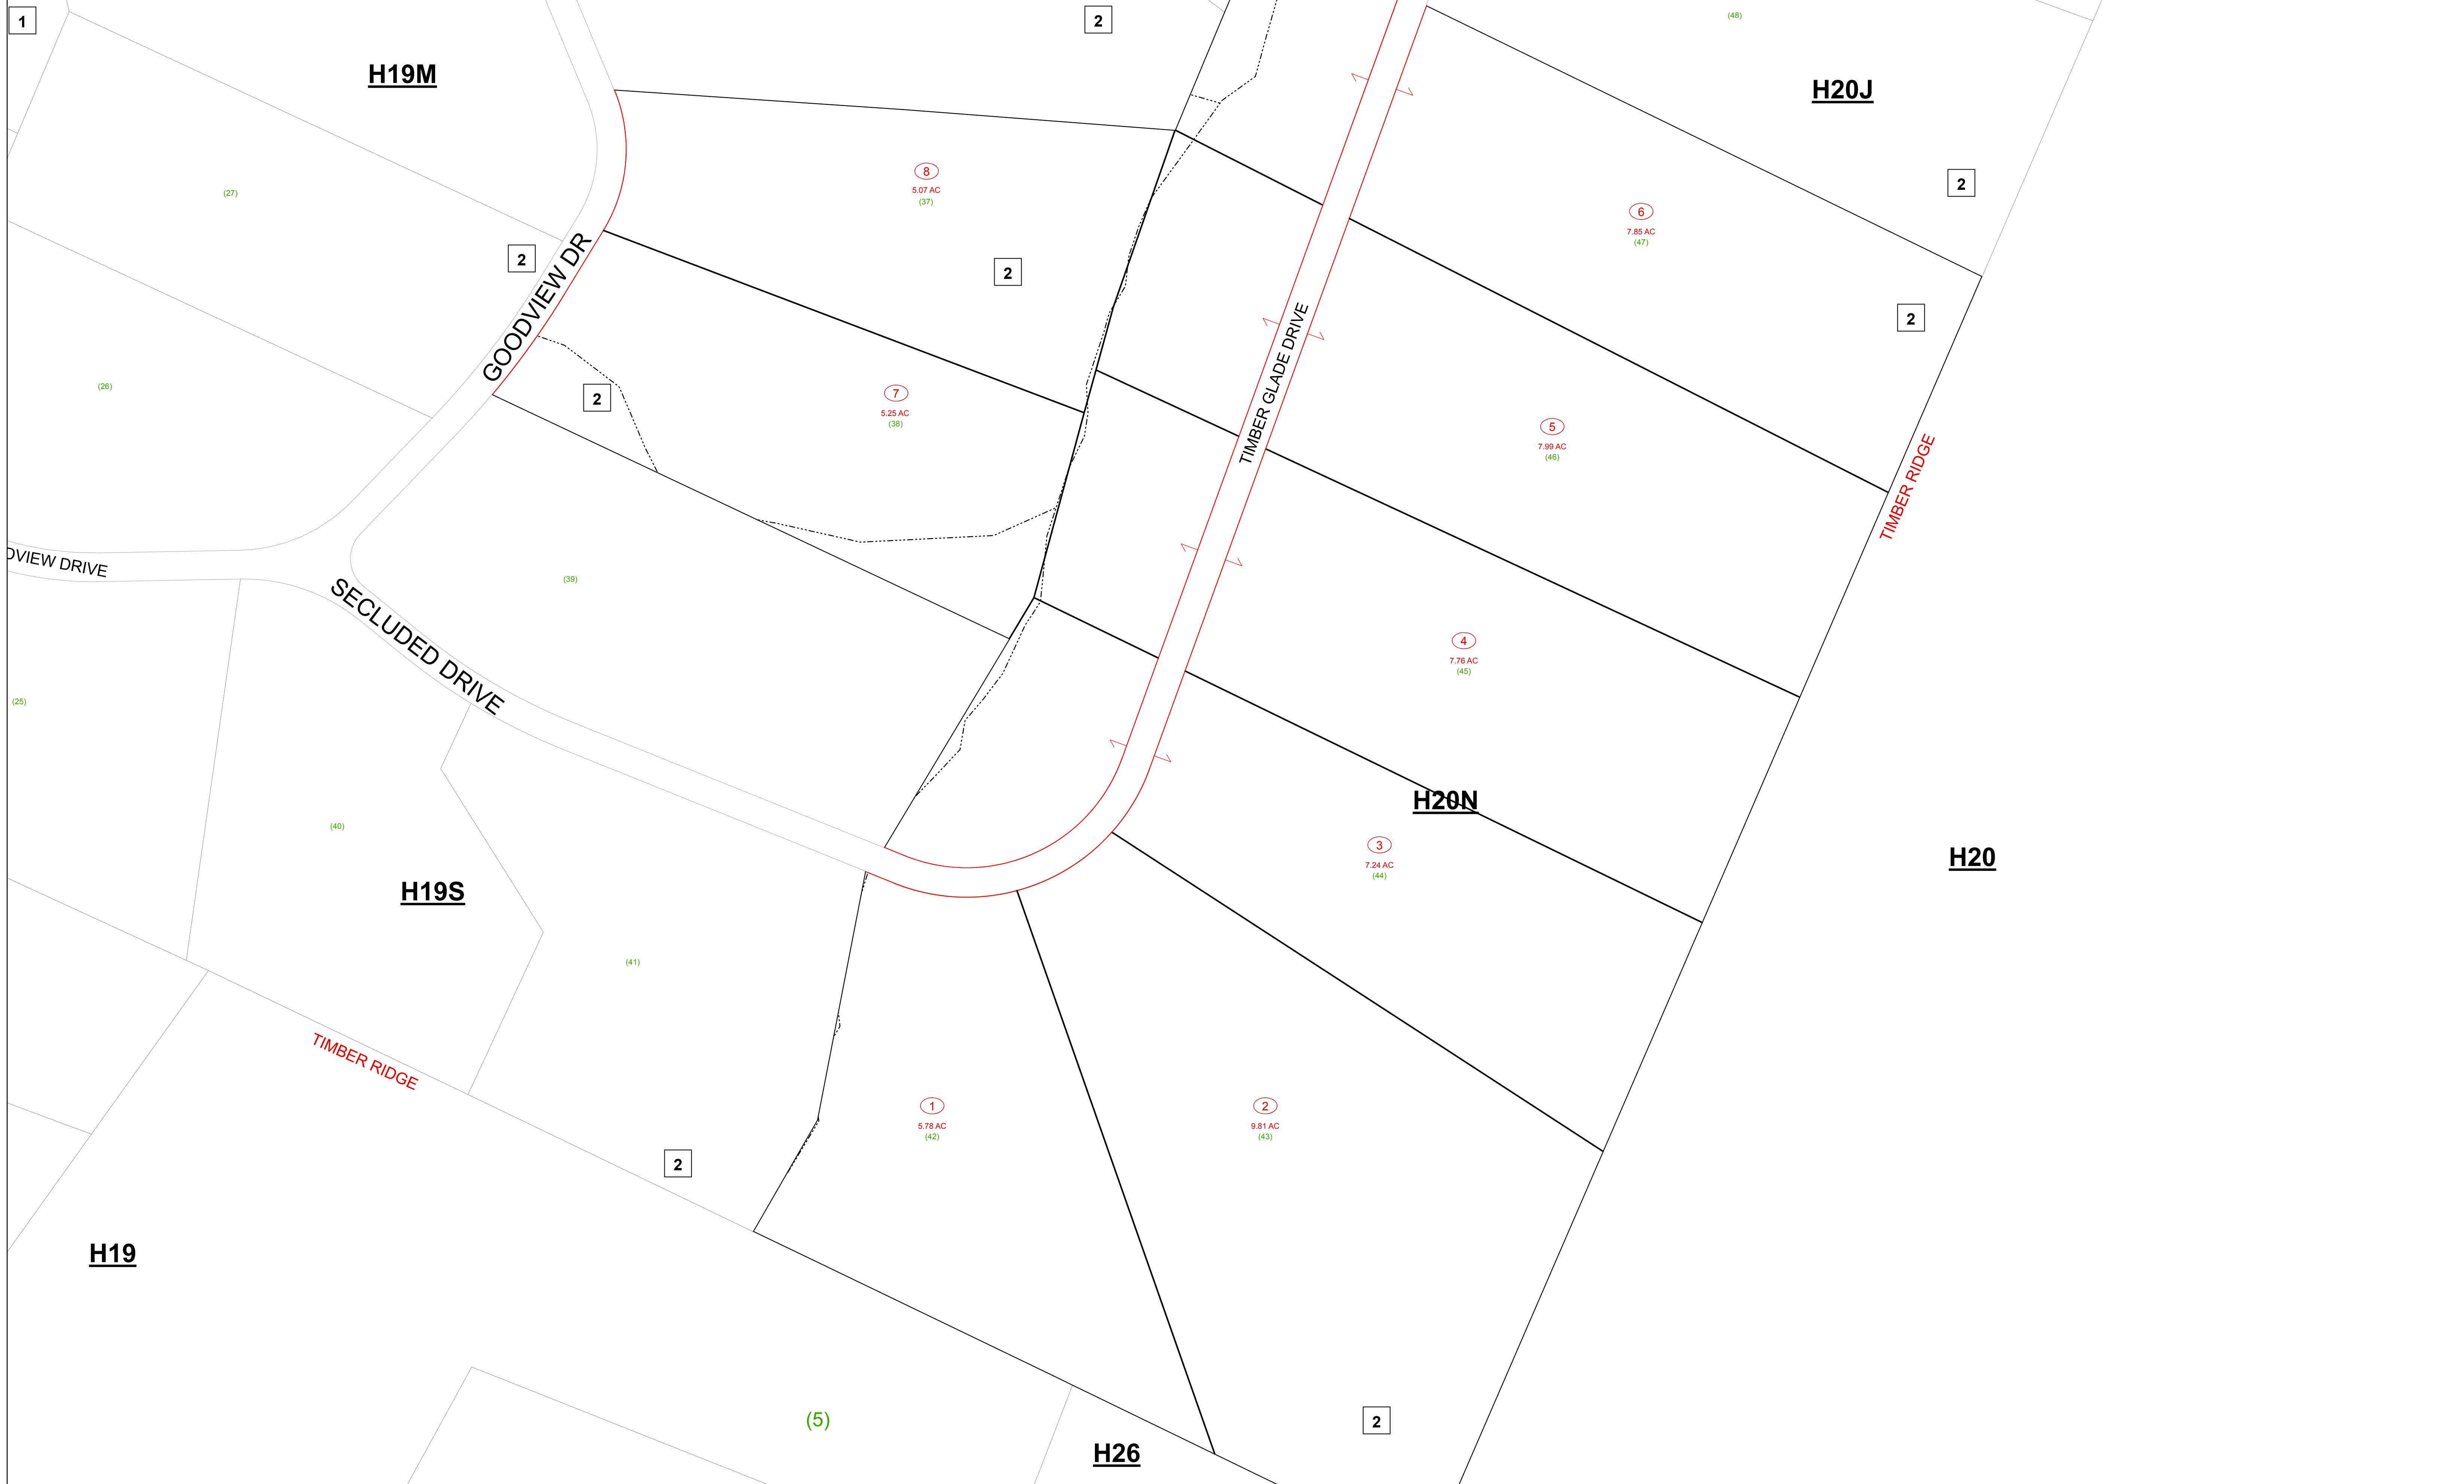 1
2
(48)
H19M
H20J
8
5.07 AC
(37)
2
(27)
6
7.85 AC
(47)
GOODVIEW DR
2
2
2
TIMBER GLADE DRIVE
(26)
2
7
5.25 AC
(38)
5
7.99 AC
(46)
TIMBER RIDGE
DVIEW DRIVE
(39)
SECLUDED DRIVE
4
7.76 AC
(45)
(25)
H20N
(40)
3
7.24 AC
(44)
H20
H19S
(41)
TIMBER RIDGE
1
5.78 AC
(42)
2
9.81 AC
(43)
2
H19
(5)
2
H26